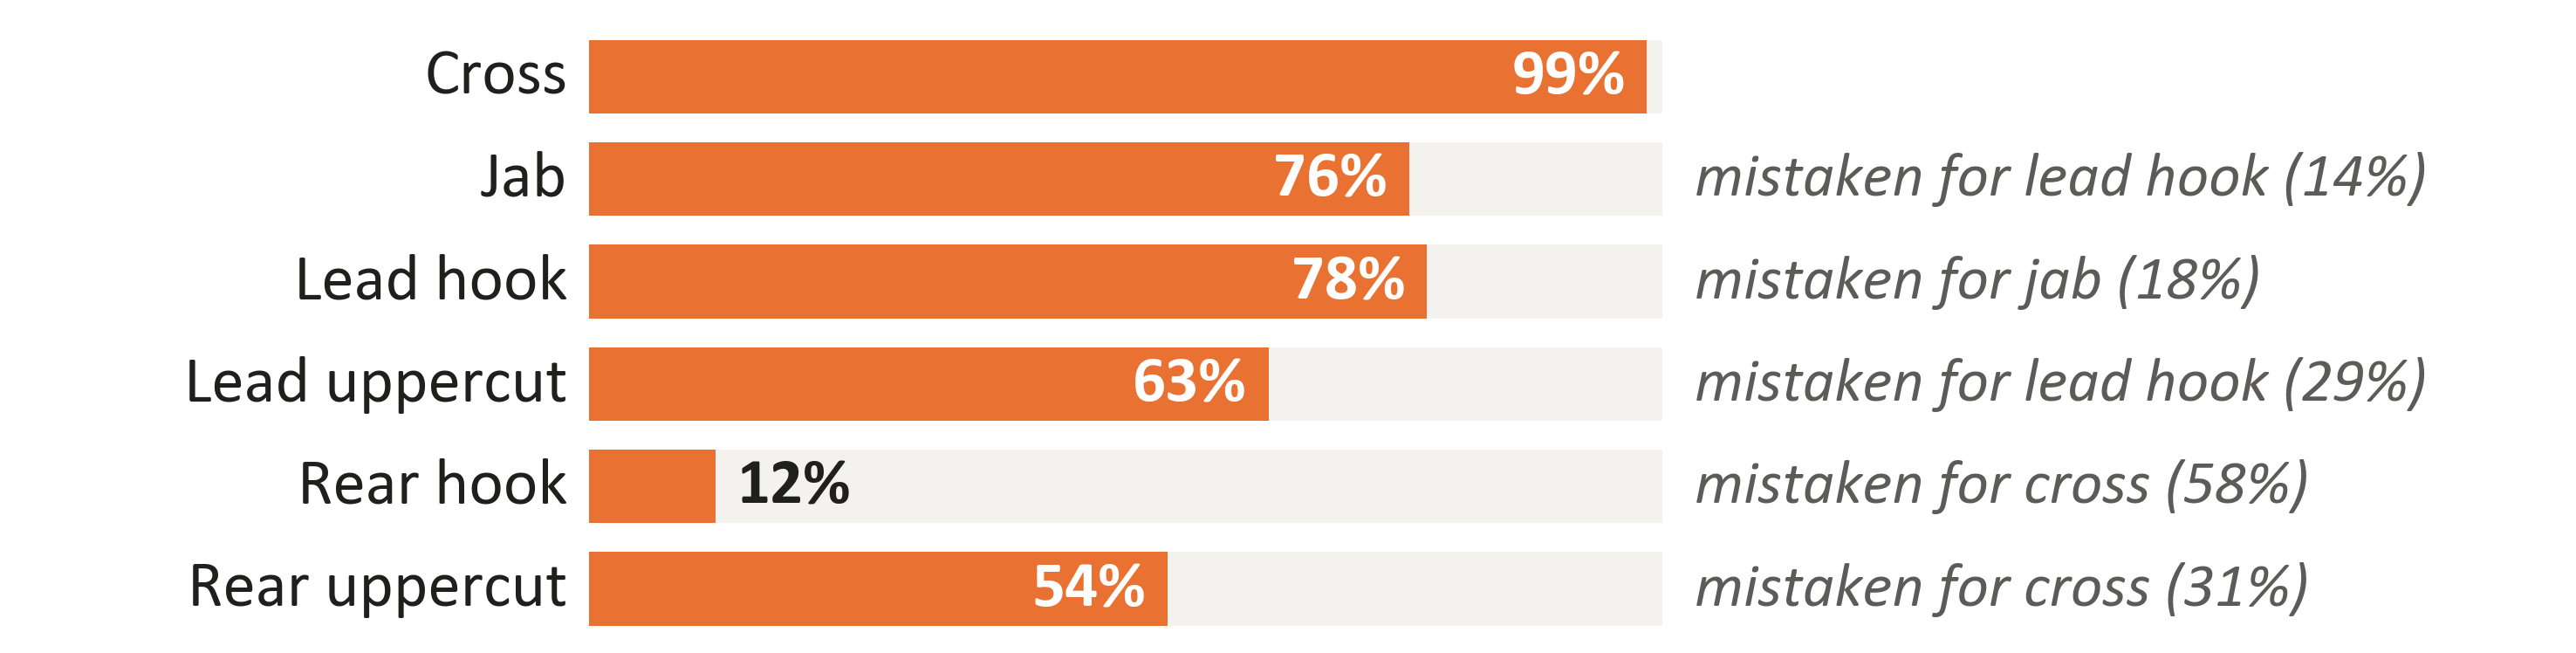 Cross 99%
Jab 76% mistaken for lead hook (14%)
Lead hook 78% mistaken for jab (18%)
Lead uppercut 63% mistaken for lead hook (29%)
Rear hook 12% mistaken for cross (58%)
Rear uppercut 54% mistaken for cross (31%)